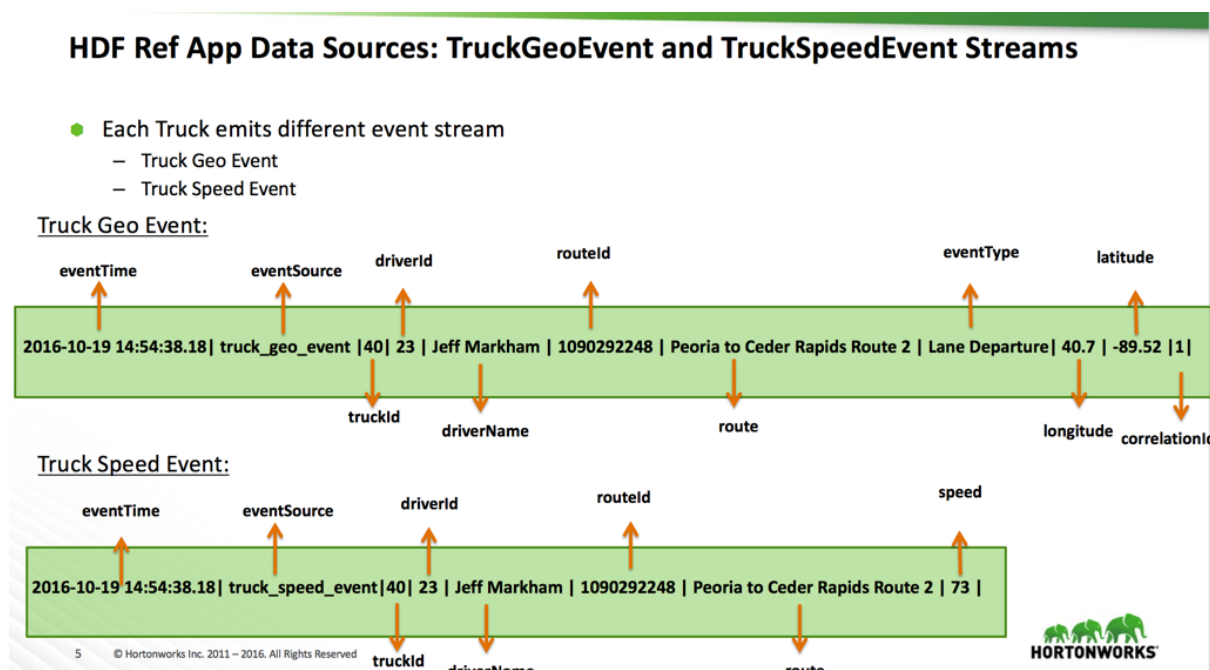 HDF Ref App Data Sources: TruckGeoEvent and TruckSpeedEvent Streams
Each Truck emits different event stream
– Truck Geo Event
– Truck Speed Event
Truck Geo Event:
eventTime eventSource driverId routeId eventType latitude
2016-10-19 14:54:38.18| truck_geo_event |40| 23 | Jeff Markham | 1090292248 | Peoria to Ceder Rapids Route 2 | Lane Departure| 40.7 | -89.52 |1|
truckId driverName route longitude correlationId
Truck Speed Event:
eventTime eventSource driverId routeId speed
2016-10-19 14:54:38.18| truck_speed_event|40| 23 | Jeff Markham | 1090292248 | Peoria to Ceder Rapids Route 2 | 73 |
truckId driverName route
5 © Hortonworks Inc. 2011 – 2016. All Rights Reserved
HORTONWORKS